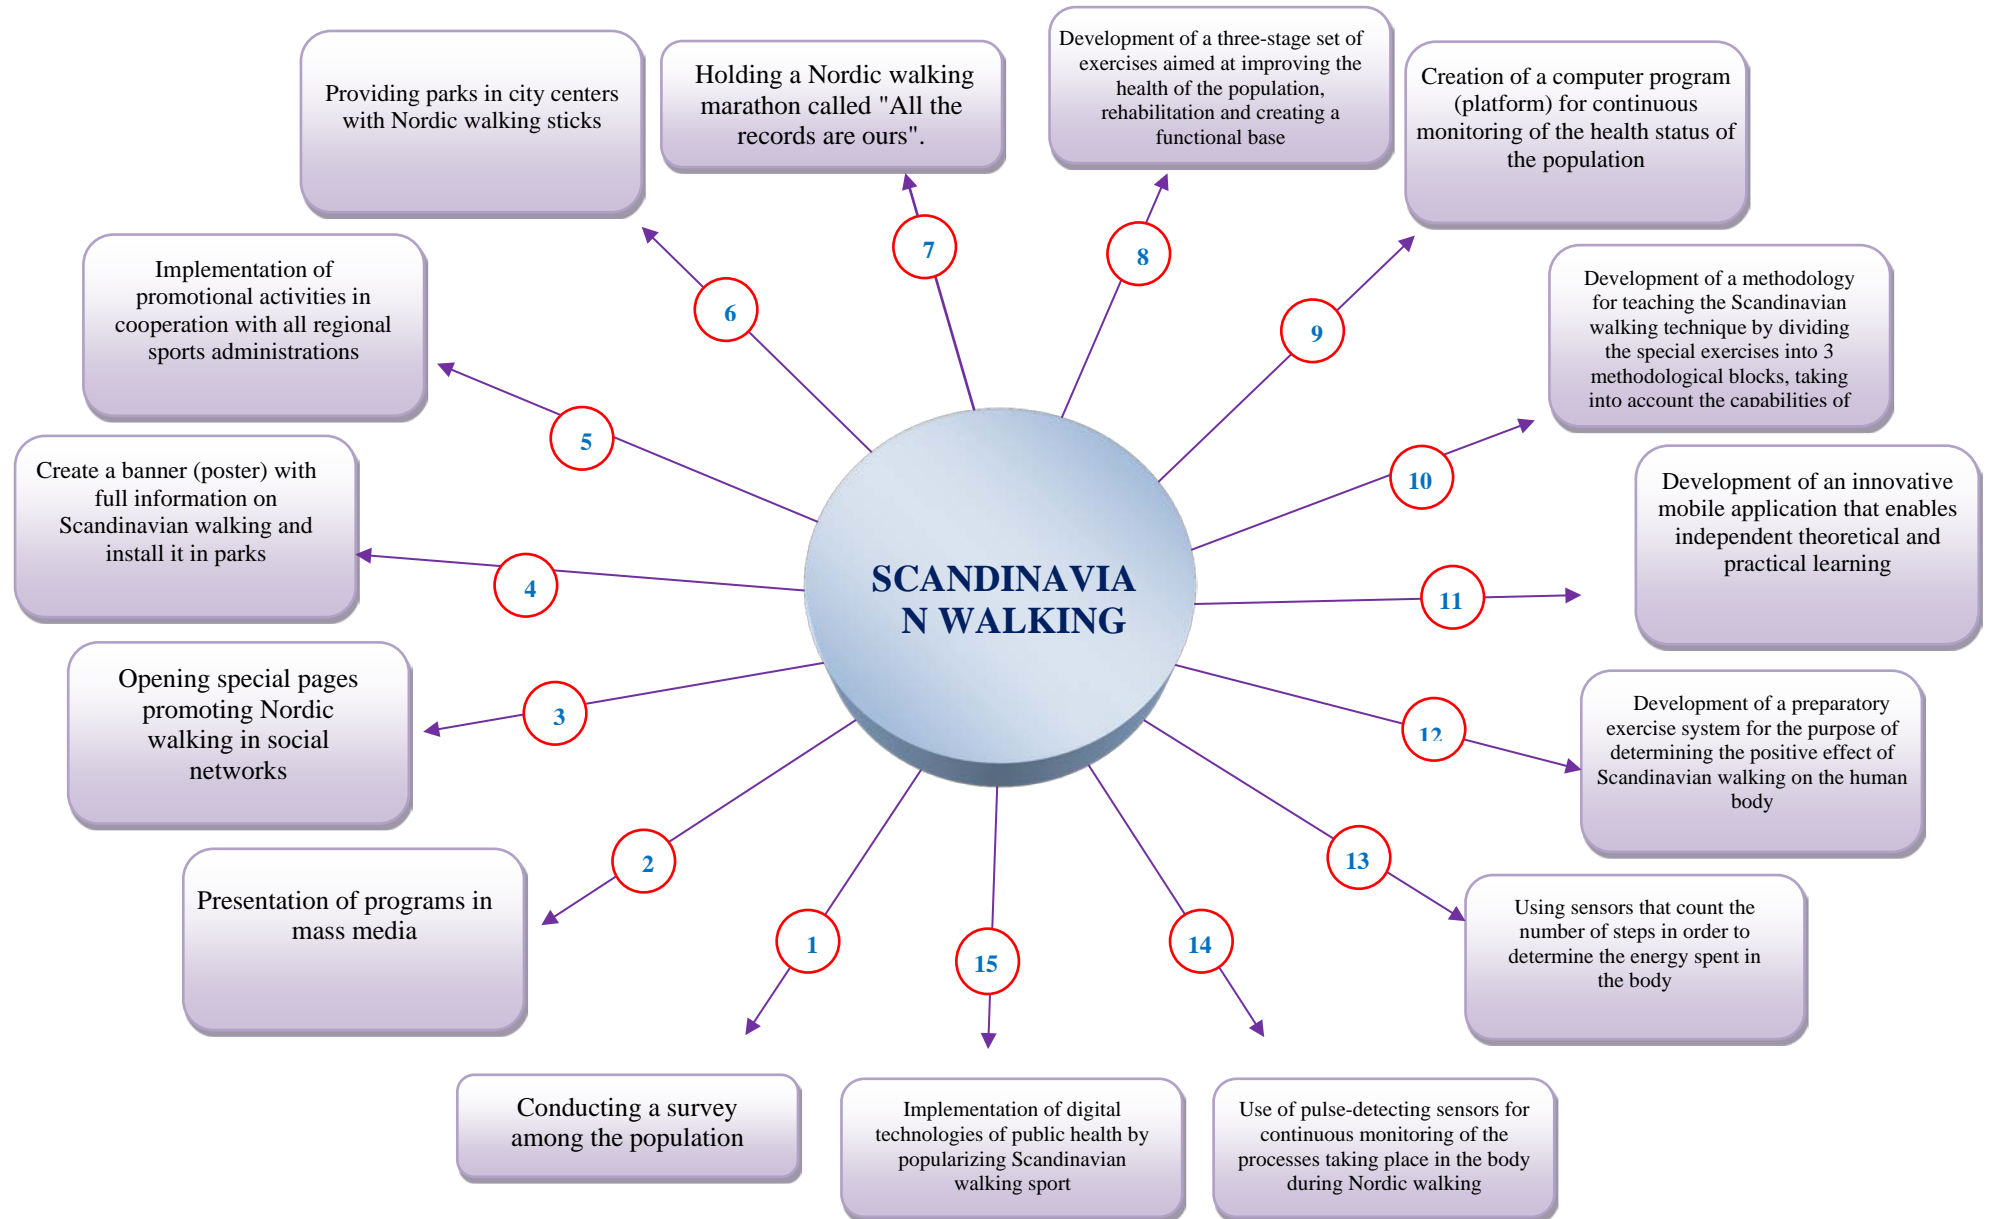 Providing parks in city centers
with Nordic walking sticks
Holding a Nordic walking
marathon called "All the
records are ours".
Development of a three-stage set of
exercises aimed at improving the
health of the population,
rehabilitation and creating a
functional base
Creation of a computer program
(platform) for continuous
monitoring of the health status of
the population
Implementation of
promotional activities in
cooperation with all regional
sports administrations
Development of a methodology
for teaching the Scandinavian
walking technique by dividing
the special exercises into 3
methodological blocks, taking
into account the capabilities of
Create a banner (poster) with
full information on
Scandinavian walking and
install it in parks
Development of an innovative
mobile application that enables
independent theoretical and
practical learning
Opening special pages
promoting Nordic
walking in social
networks
Development of a preparatory
exercise system for the purpose of
determining the positive effect of
Scandinavian walking on the human
body
Presentation of programs in
mass media
Using sensors that count the
number of steps in order to
determine the energy spent in
the body
Conducting a survey
among the population
Implementation of digital
technologies of public health by
popularizing Scandinavian
walking sport
Use of pulse-detecting sensors for
continuous monitoring of the
processes taking place in the body
during Nordic walking
SCANDINAVIA
N WALKING
1
2
3
4
5
6
7
8
9
10
11
12
13
14
15